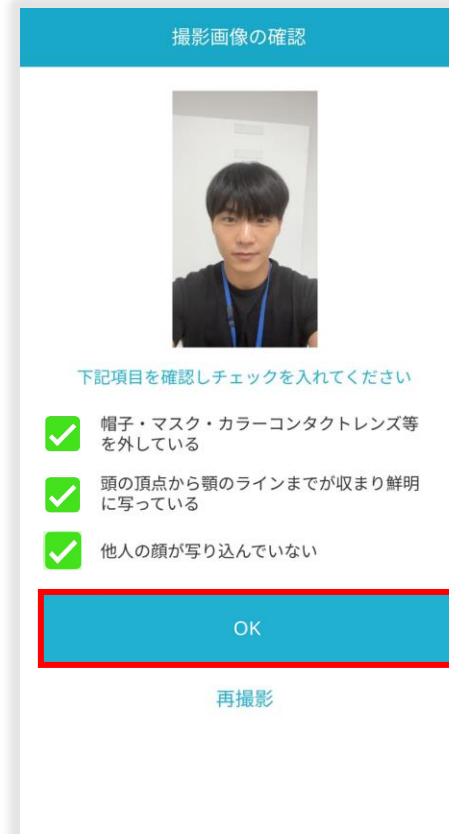 撮影画像の確認
下記項目を確認しチェックを入れてください
帽子・マスク・カラーコンタクトレンズ等
を外している
頭の頂点から顎のラインまでが収まり鮮明
に写っている
他人の顔が写り込んでいない
OK
再撮影